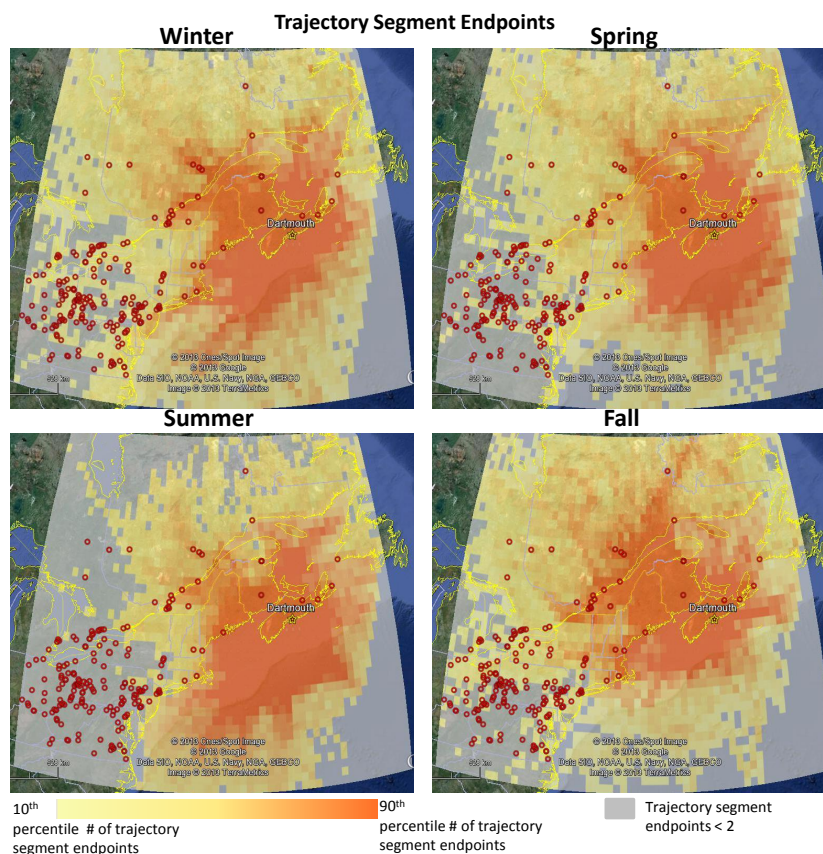 Trajectory Segment Endpoints
Winter
Spring
Dartmouth
Dartmouth
© 2013 Cnes/Spot Image
© 2013 Google
Data SIO, NOAA, U.S. Navy, NGA, GEBCO
Image © 2013 TerraMetrics
© 2013 Cnes/Spot Image
© 2013 Google
Data SIO, NOAA, U.S. Navy, NGA, GEBCO
Image © 2013 TerraMetrics
Summer
Fall
Dartmouth
Dartmouth
© 2013 Cnes/Spot Image
© 2013 Google
Data SIO, NOAA, U.S. Navy, NGA, GEBCO
Image © 2013 TerraMetrics
© 2013 Cnes/Spot Image
© 2013 Google
Data SIO, NOAA, U.S. Navy, NGA, GEBCO
Image © 2013 TerraMetrics
10th
percentile # of trajectory
segment endpoints
90th
percentile # of trajectory
segment endpoints
Trajectory segment
endpoints < 2